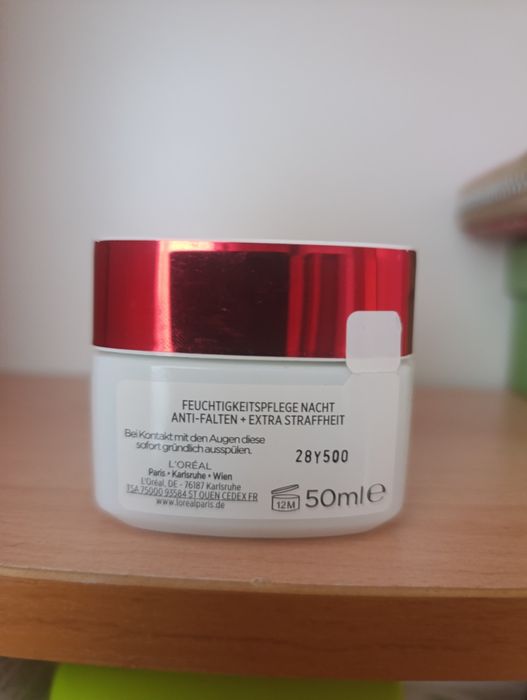 FEUCHTIGKEITSPFLEGE NACHT
ANTI-FALTEN + EXTRA STRAFFHEIT
Bei Kontakt mit den Augen diese
sofort gründlich ausspülen.
28Y500
L'ORÉAL
Paris • Karlsruhe • Wien
L'Oréal, DE - 76187 Karlsruhe
TSA 75000 93584 ST OUEN CEDEX FR
www.lorealparis.de
12M 50ml e